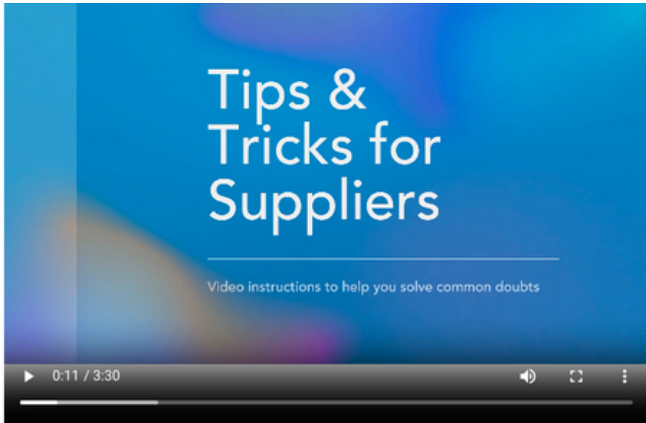 Tips &
Tricks for
Suppliers
Video instructions to help you solve common doubts
0:11 / 3:30